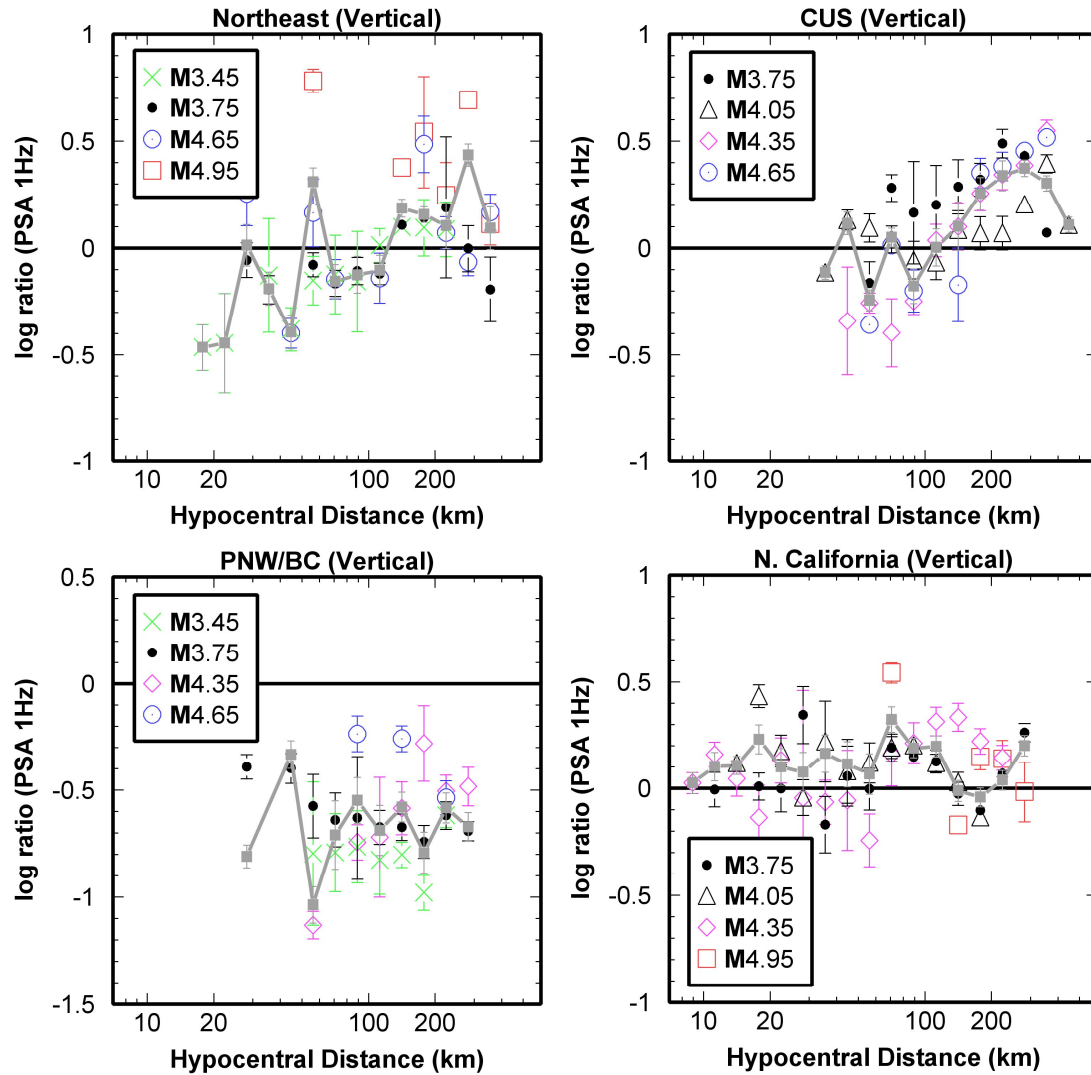 Northeast (Vertical)
1
0.5
0
-0.5
-1
log ratio (PSA 1Hz)
M3.45
M3.75
M4.65
M4.95
10
20
100
200
Hypocentral Distance (km)
CUS (Vertical)
1
0.5
0
-0.5
-1
log ratio (PSA 1Hz)
M3.75
M4.05
M4.35
M4.65
10
20
100
200
Hypocentral Distance (km)
PNW/BC (Vertical)
0.5
0
-0.5
-1
-1.5
log ratio (PSA 1Hz)
M3.45
M3.75
M4.35
M4.65
10
20
100
200
Hypocentral Distance (km)
N. California (Vertical)
1
0.5
0
-0.5
-1
log ratio (PSA 1Hz)
M3.75
M4.05
M4.35
M4.95
10
20
100
200
Hypocentral Distance (km)